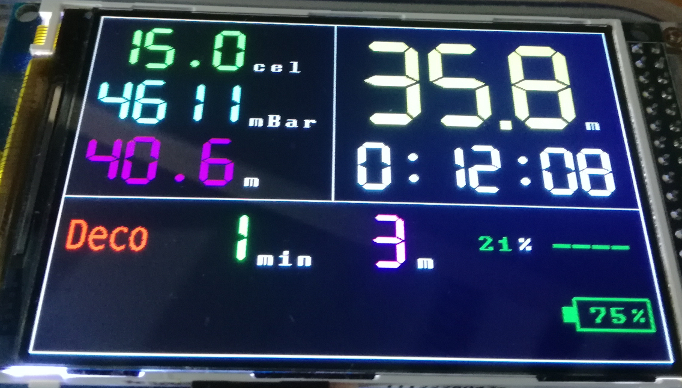 15.0 cel
4611 mBar
40.6 m
35.8 m
0:12:08
Deco 1 min 3 m 21% ----
75%